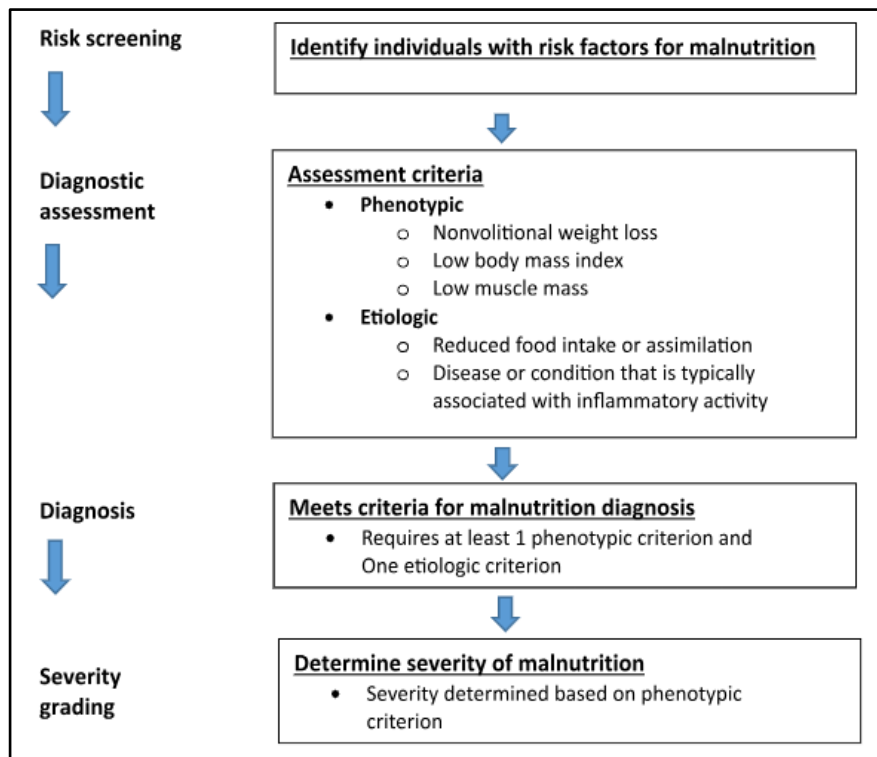 Risk screening
Identify individuals with risk factors for malnutrition
Diagnostic
assessment
Assessment criteria
• Phenotypic
o Nonvolitional weight loss
o Low body mass index
o Low muscle mass
• Etiologic
o Reduced food intake or assimilation
o Disease or condition that is typically
associated with inflammatory activity
Diagnosis
Meets criteria for malnutrition diagnosis
• Requires at least 1 phenotypic criterion and
One etiologic criterion
Severity
grading
Determine severity of malnutrition
• Severity determined based on phenotypic
criterion